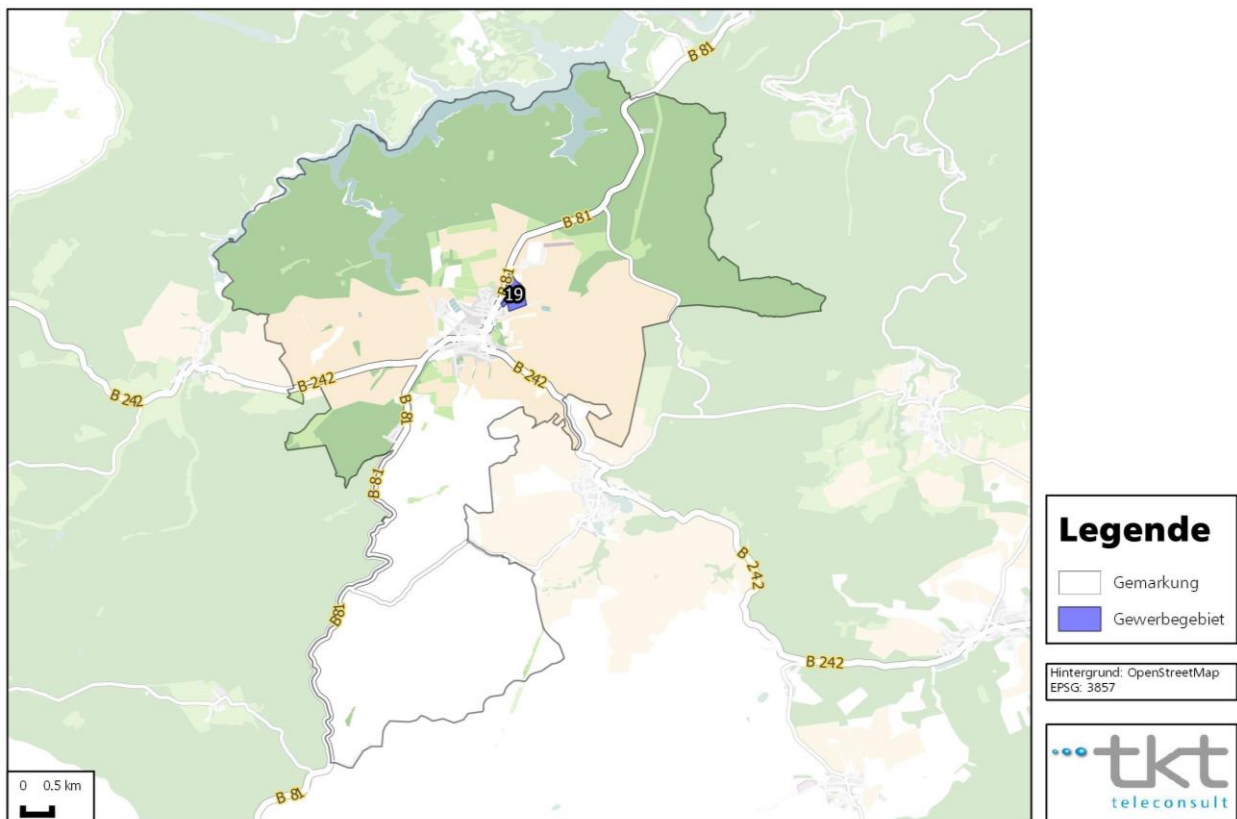 B 81
B 81
B 81
19
B 242
B 242
B 242
B 81
B 81
B 242
B81
B 242
B 81
0 0.5 km
Legende
Gemarkung
Gewerbegebiet
Hintergrund: OpenStreetMap
EPSG: 3857
tkt
teleconsult